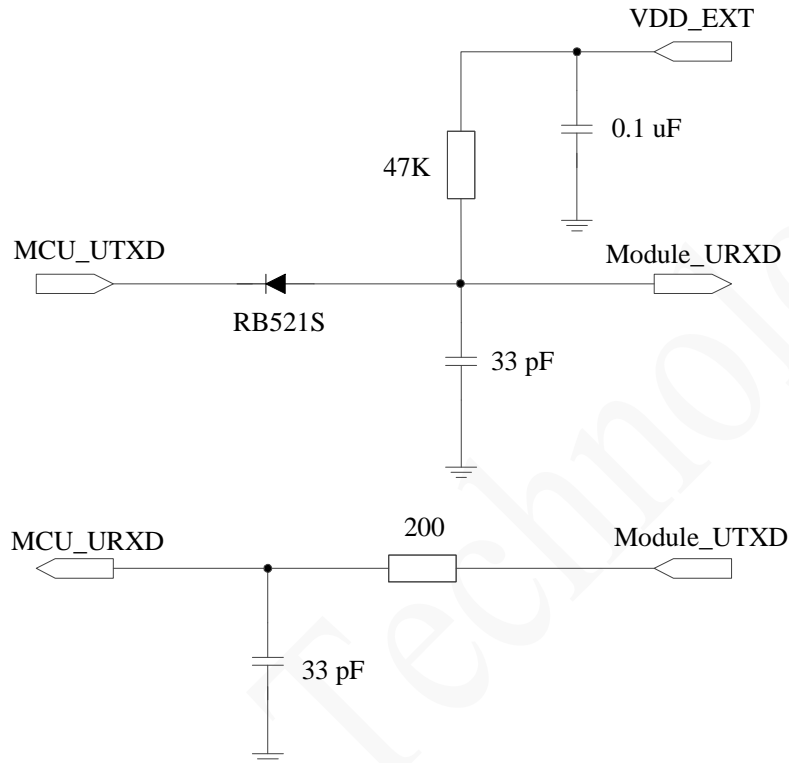 VDD_EXT
0.1 uF
47K
MCU_UTXD
Module_URXD
RB521S
33 pF
200
MCU_URXD
Module_UTXD
33 pF